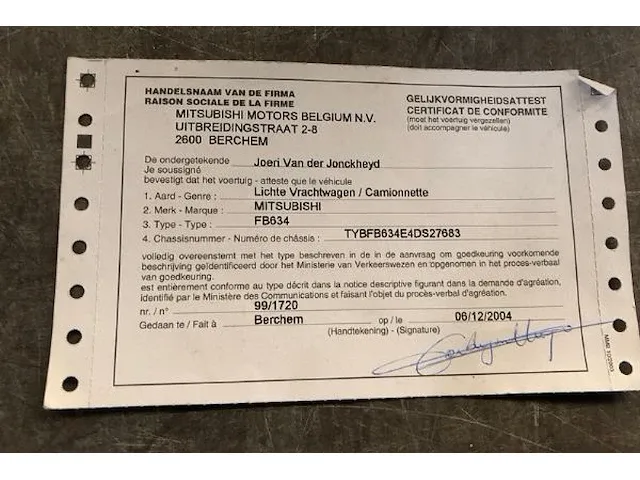 HANDELSNAAM VAN DE FIRMA
RAISON SOCIALE DE LA FIRME
MITSUBISHI MOTORS BELGIUM N.V.
UITBREIDINGSTRAAT 2-8
2600 BERCHEM
GELIJKVORMIGHEIDSATTEST
CERTIFICAT DE CONFORMITE
(moet het voertuig vergezellen)
(doit accompagner le véhicule)
De ondergetekende Joeri Van der Jonckheyd
Je soussigné
bevestigt dat het voertuig - atteste que le véhicule
1. Aard - Genre : Lichte Vrachtwagen / Camionnette
2. Merk - Marque : MITSUBISHI
3. Type - Type : FB634
4. Chassisnummer - Numéro de châssis : TYBFB634E4DS27683
volledig overeenstemt met het type beschreven in de in de aanvraag om goedkeuring voorkomende
beschrijving geïdentificeerd door het Ministerie van Verkeerswezen en opgenomen in het proces-verbaal
van goedkeuring.
est entièrement conforme au type décrit dans la notice descriptive figurant dans la demande d'agréation,
identifié par le Ministère des Communications et faisant l'objet du procès-verbal d'agréation.
nr. / n° 99/1720
Gedaan te / Fait à Berchem op / le 06/12/2004
(Handtekening) - (Signature)